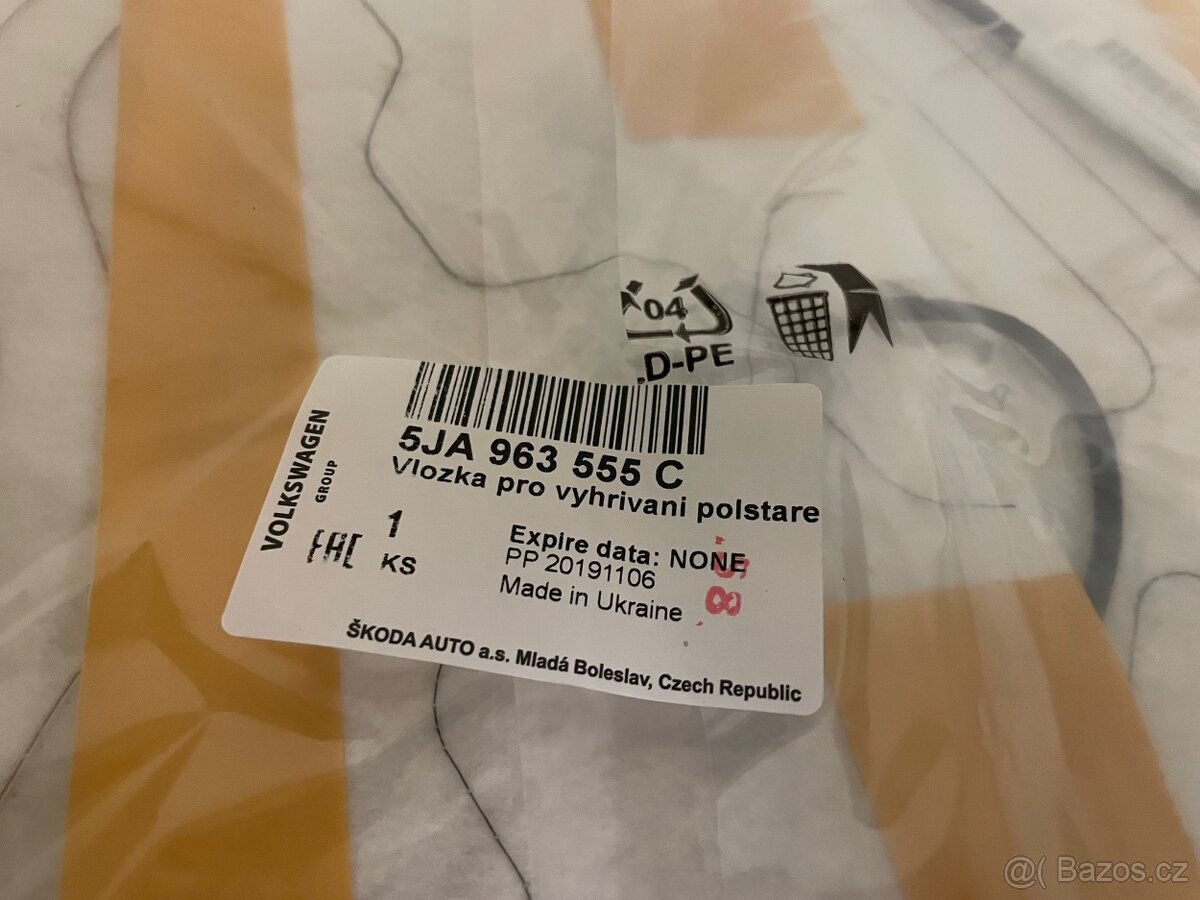 04
.D-PE
5JA 963 555 C
Vlozka pro vyhrivani polstare
VOLKSWAGEN
GROUP
EAC
1
KS
Expire data: NONE
PP 20191106
Made in Ukraine
ŠKODA AUTO a.s. Mladá Boleslav, Czech Republic
@( Bazos.cz